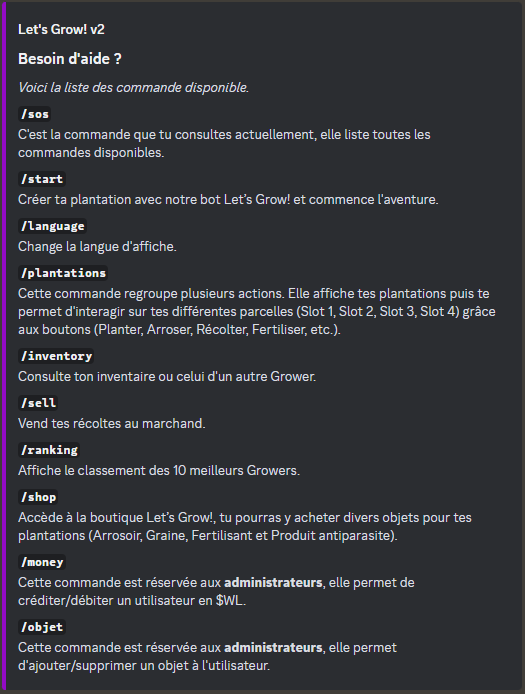 Let's Grow! v2
Besoin d'aide ?
Voici la liste des commande disponible.
/sos
C'est la commande que tu consultes actuellement, elle liste toutes les
commandes disponibles.
/start
Créer ta plantation avec notre bot Let's Grow! et commence l'aventure.
/language
Change la langue d'affiche.
/plantations
Cette commande regroupe plusieurs actions. Elle affiche tes plantations puis te
permet d'interagir sur tes différentes parcelles (Slot 1, Slot 2, Slot 3, Slot 4) grâce
aux boutons (Planter, Arroser, Récolter, Fertiliser, etc.).
/inventory
Consulte ton inventaire ou celui d'un autre Grower.
/sell
Vend tes récoltes au marchand.
/ranking
Affiche le classement des 10 meilleurs Growers.
/shop
Accède à la boutique Let's Grow!, tu pourras y acheter divers objets pour tes
plantations (Arrosoir, Graine, Fertilisant et Produit antiparasite).
/money
Cette commande est réservée aux administrateurs, elle permet de
créditer/débiter un utilisateur en $WL.
/objet
Cette commande est réservée aux administrateurs, elle permet
d'ajouter/supprimer un objet à l'utilisateur.